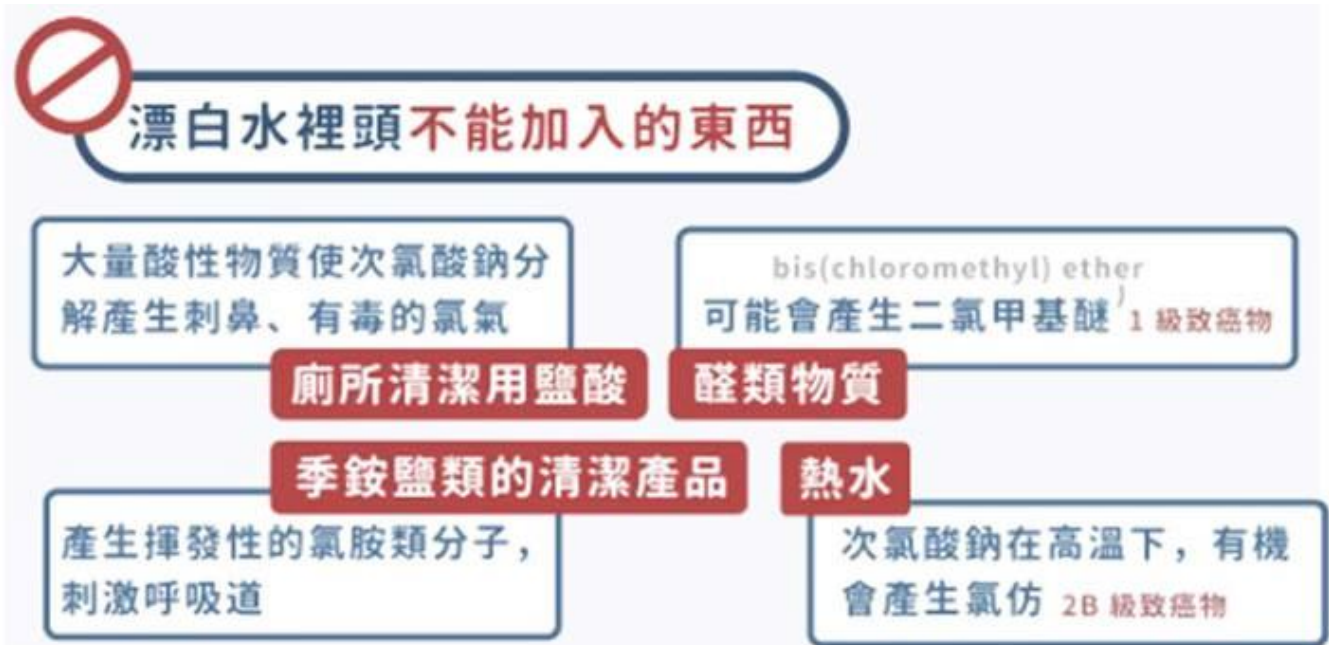 漂白水裡頭不能加入的東西
大量酸性物質使次氯酸鈉分
解產生刺鼻、有毒的氯氣
廁所清潔用鹽酸
bis(chloromethyl) ether
可能會產生二氯甲基醚, 1 級致癌物
醛類物質
季銨鹽類的清潔產品
產生揮發性的氯胺類分子，
刺激呼吸道
熱水
次氯酸鈉在高溫下，有機
會產生氯仿 2B 級致癌物